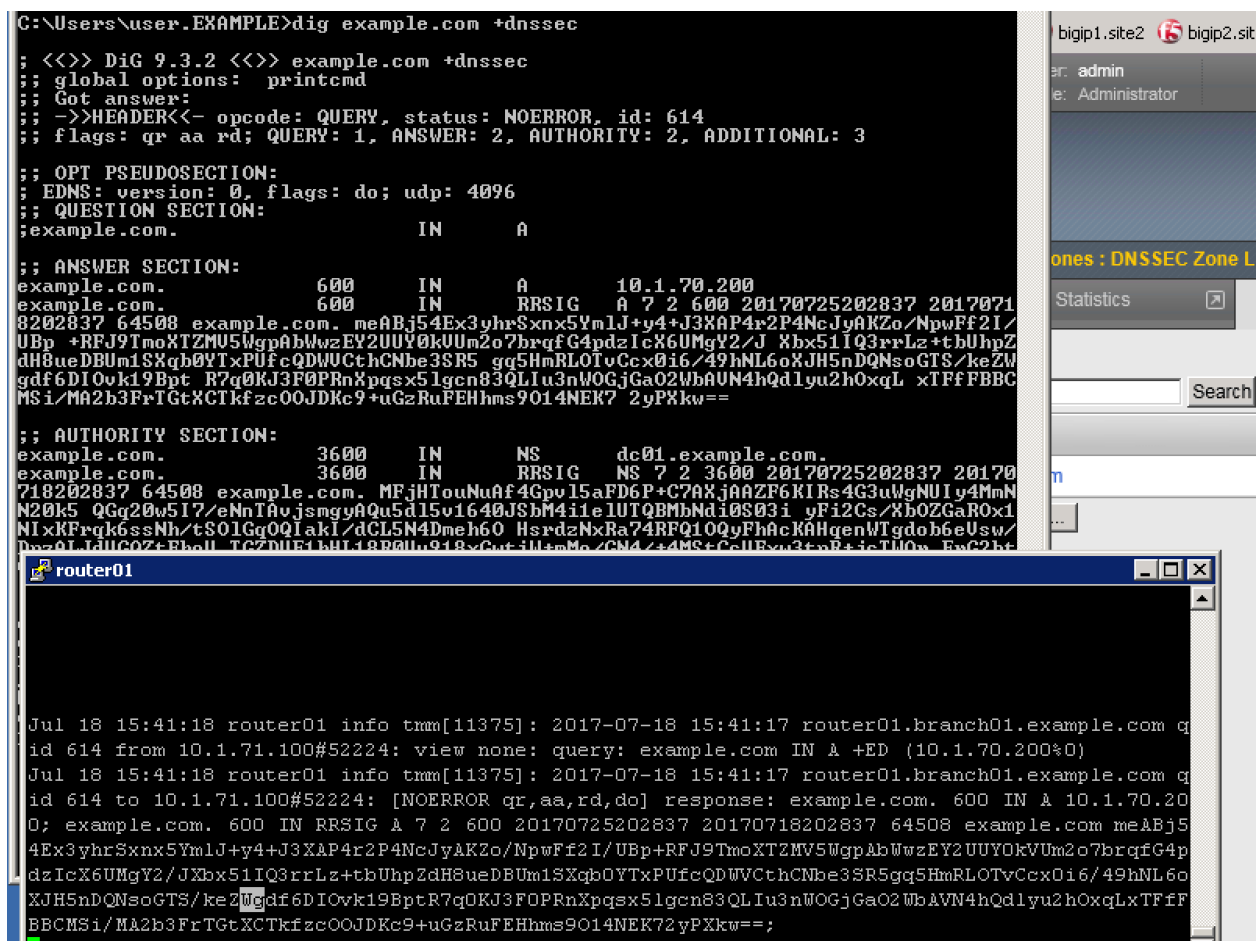 C:\Users\user.EXAMPLE>dig example.com +dnssec
; <<>> DiG 9.3.2 <<>> example.com +dnssec
;; global options:  printcmd
;; Got answer:
;; ->>HEADER<<- opcode: QUERY, status: NOERROR, id: 614
;; flags: qr aa rd; QUERY: 1, ANSWER: 2, AUTHORITY: 2, ADDITIONAL: 3
;; OPT PSEUDOSECTION:
; EDNS: version: 0, flags: do; udp: 4096
;; QUESTION SECTION:
;example.com. IN A
;; ANSWER SECTION:
example.com. 600 IN A 10.1.70.200
example.com. 600 IN RRSIG A 7 2 600 20170725202837 2017071
8202837 64508 example.com. meABj54Ex3yhrSxnx5YmlJ+y4+J3XAP4r2P4NcJyAKZo/NpwFf2I/
UBp +RFJ9TmoXTZMV5WgpAbWwzEY2UUY0kVUm2o7brqfG4pdzIcX6UMgY2/J Xbx51IQ3rrLz+tbUhpZ
dH8ueDBUm1SXqb0YTxPUfcQDWVCthCNbe3SR5 gq5HmRLOTvCcx0i6/49hNL6oXJH5nDQNsoGTS/keZW
gdf6DIOvk19Bpt R7q0KJ3F0PRnXpqsx5lgcn83QLIu3nWOGjGaO2WbAVN4hQdlyu2hOxqL xTFfFBBC
MSi/MA2b3FrTGtXCTkfzcOOJDKc9+uGzRuFEHhms9O14NEK7 2yPXkw==
;; AUTHORITY SECTION:
example.com. 3600 IN NS dc01.example.com.
example.com. 3600 IN RRSIG NS 7 2 3600 20170725202837 20170
718202837 64508 example.com. MFjHTouNuAf4Gpvl5aFD6P+C7AXjAAZF6KIRs4G3uWgNUIy4MmN
N20k5 QGq20w5I7/eNnTAvjsmgyAQu5dl5v1640JSbM4i1elUTQBMbNdi0S03i yFi2Cs/XbOZGaROx1
NIxKFrqk6ssNh/tSOlGqOQIakI/dCL5N4Dmeh6O HsrdzNxRa74RFQ1OQyFhAcKAHqenWTgdob6eVsw/
bigip1.site2
bigip2.sit
er: admin
le: Administrator
ones : DNSSEC Zone L
Statistics
Search
m
...
router01
Jul 18 15:41:18 router01 info tmm[11375]: 2017-07-18 15:41:17 router01.branch01.example.com q
id 614 from 10.1.71.100#52224: view none: query: example.com IN A +ED (10.1.70.200%0)
Jul 18 15:41:18 router01 info tmm[11375]: 2017-07-18 15:41:17 router01.branch01.example.com q
id 614 to 10.1.71.100#52224: [NOERROR qr,aa,rd,do] response: example.com. 600 IN A 10.1.70.20
0; example.com. 600 IN RRSIG A 7 2 600 20170725202837 20170718202837 64508 example.com meABj5
4Ex3yhrSxnx5YmlJ+y4+J3XAP4r2P4NcJyAKZo/NpwFf2I/UBp+RFJ9TmoXTZMV5WgpAbWwzEY2UUY0kVUm2o7brqfG4p
dzIcX6UMgY2/JXbx51IQ3rrLz+tbUhpZdH8ueDBUm1SXqb0YTxPUfcQDWVCthCNbe3SR5gq5HmRLOTvCcx0i6/49hNL6o
XJH5nDQNsoGTS/keZWgdf6DIOvk19BptR7q0KJ3F0PRnXpqsx5lgcn83QLIu3nWOGjGaO2WbAVN4hQdlyu2hOxqLxTFfF
BBCMSi/MA2b3FrTGtXCTkfzcOOJDKc9+uGzRuFEHhms9O14NEK72yPXkw==;